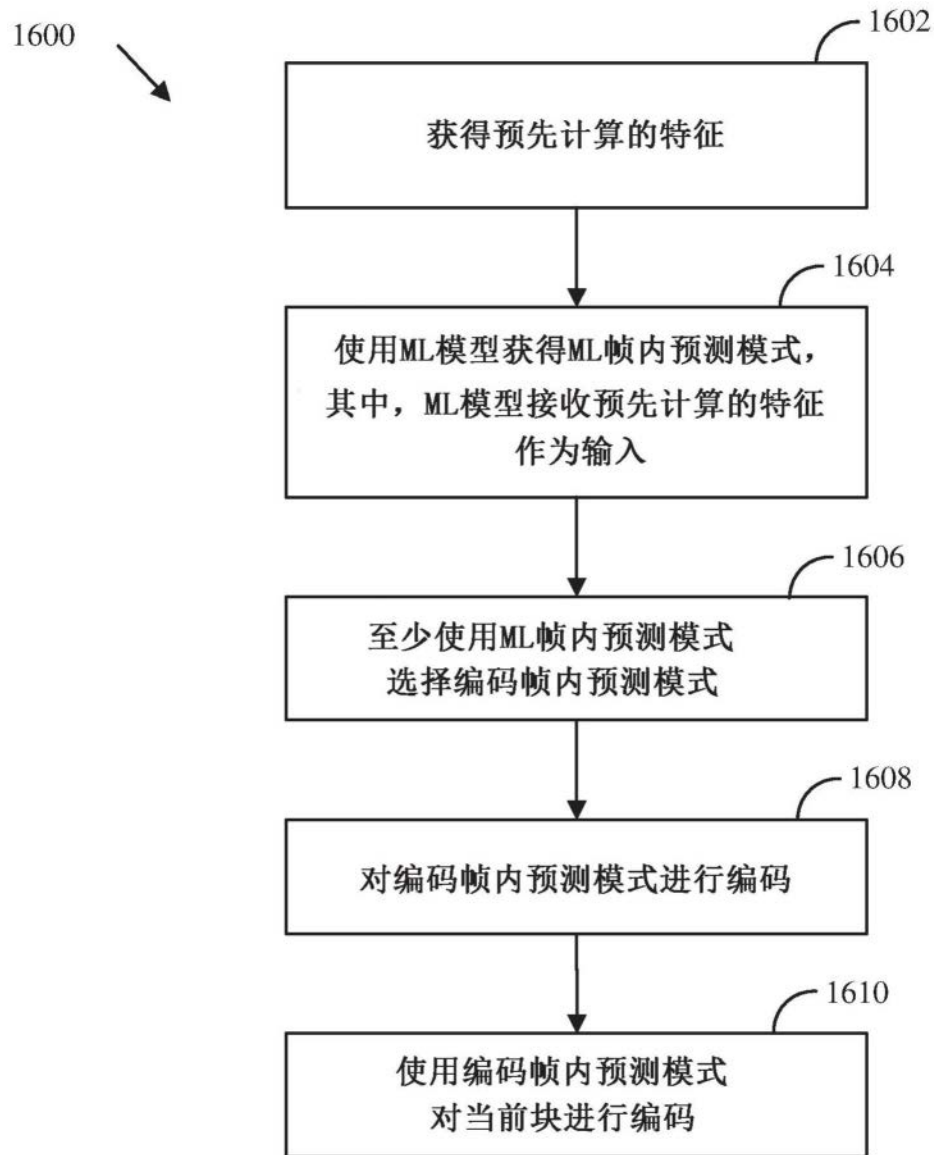 1600
1602
获得预先计算的特征
1604
使用ML模型获得ML帧内预测模式，
其中，ML模型接收预先计算的特征
作为输入
1606
至少使用ML帧内预测模式
选择编码帧内预测模式
1608
对编码帧内预测模式进行编码
1610
使用编码帧内预测模式
对当前块进行编码